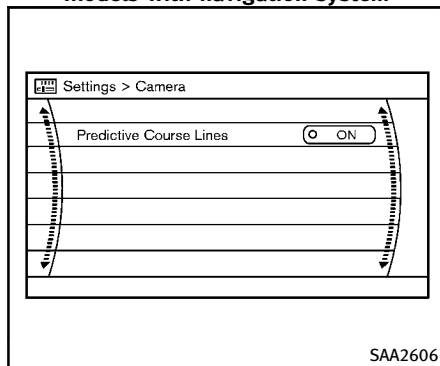 models with navigation system
Settings > Camera
Predictive Course Lines
ON
SAA2606